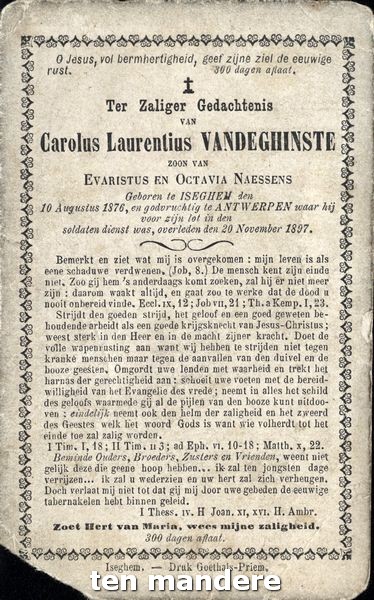 O Jesus, vol bermhertigheid, geef zijne ziel de eeuwige
rust. 300 dagen aflaat.
Ter Zaliger Gedachtenis
VAN
Carolus Laurentius VANDEGHINSTE
ZOON VAN
EVARISTUS EN OCTAVIA NAESSENS
Geboren te ISEGHEM den
10 Augustus 1876, en godvruchtig te ANTWERPEN waar hij
voor zijn lot in den
soldaten dienst was, overleden den 20 November 1897.
Bemerkt en ziet wat mij is overgekomen : mijn leven is als
eene schaduwe verdwenen. (Job, 8.) De mensch kent zijn einde
niet. Zoo gij hem 's anderdaags komt zoeken, zal hij er niet meer
zijn : daarom waakt altijd, en gaat zoo te werke dat de dood u
nooit onbereid vinde. Eccl. IX, 12 ; Job VII, 21 ; Th. a Kemp. I, 23.
Strijdt den goeden strijd, het geloof en een goed geweten be-
houdende arbeidt als een goede krijgsknecht van Jesus-Christus ;
weest sterk in den Heer en in de macht zijner kracht. Doet de
volle wapenrusting aan want wij hebben te strijden niet tegen
kranke menschen maar tegen de aanvallen van den duivel en de
booze geesten. Omgordt uwe lenden met waarheid en trekt het
harnas der gerechtigheid aan : schoeit uwe voeten met de bereid-
willigheid van het Evangelie des vrede ; neemt in alles het schild
des geloofs waarmede gij al de pijlen van den booze kunt uitdoo-
ven : eindelijk neemt ook den helm der zaligheid en het zweerd
des Geestes welk het woord Gods is want wie volherdt tot het
einde toe zal zalig worden.
I Tim. I, 18 ; II Tim. II. 3 ; ad Eph. VI. 10-18 ; Matth. X, 22.
Beminde Ouders, Broeders, Zusters en Vrienden, weent niet
gelijk deze die geene hoop hebben... ik zal ten jongsten dage
verrijzen... ik zal u wederzien en uw hert zal zich verheugen.
Doch verlaat mij niet tot dat gij mij door uwe gebeden de eeuwige
tabernakelen hebt binnen geleid.
I Thess. IV. H Joan. XI, XVI. H. Ambr.
Zoet Hert van Maria, wees mijne zaligheid.
300 dagen aflaat.
Iseghem. — Druk Goethals-Priem.
ten mandere